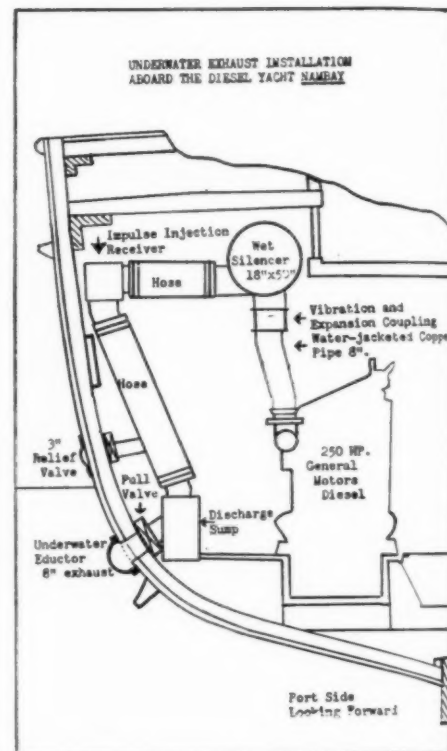 UNDERWATER EXHAUST INSTALLATION
ABOARD THE DIESEL YACHT NAMBAY
Impulse Injection
Receiver
Hose
Wet
Silencer
Vibration and
Expansion Coupling
Water-jacketed Copper
Pipe 8".
Hose
3"
Relief
Valve
Pull
Valve
250 HP.
General
Motors
Diesel
Discharge
Sump
Underwater
Eductor
8" exhaust
Port Side
Looking Forward